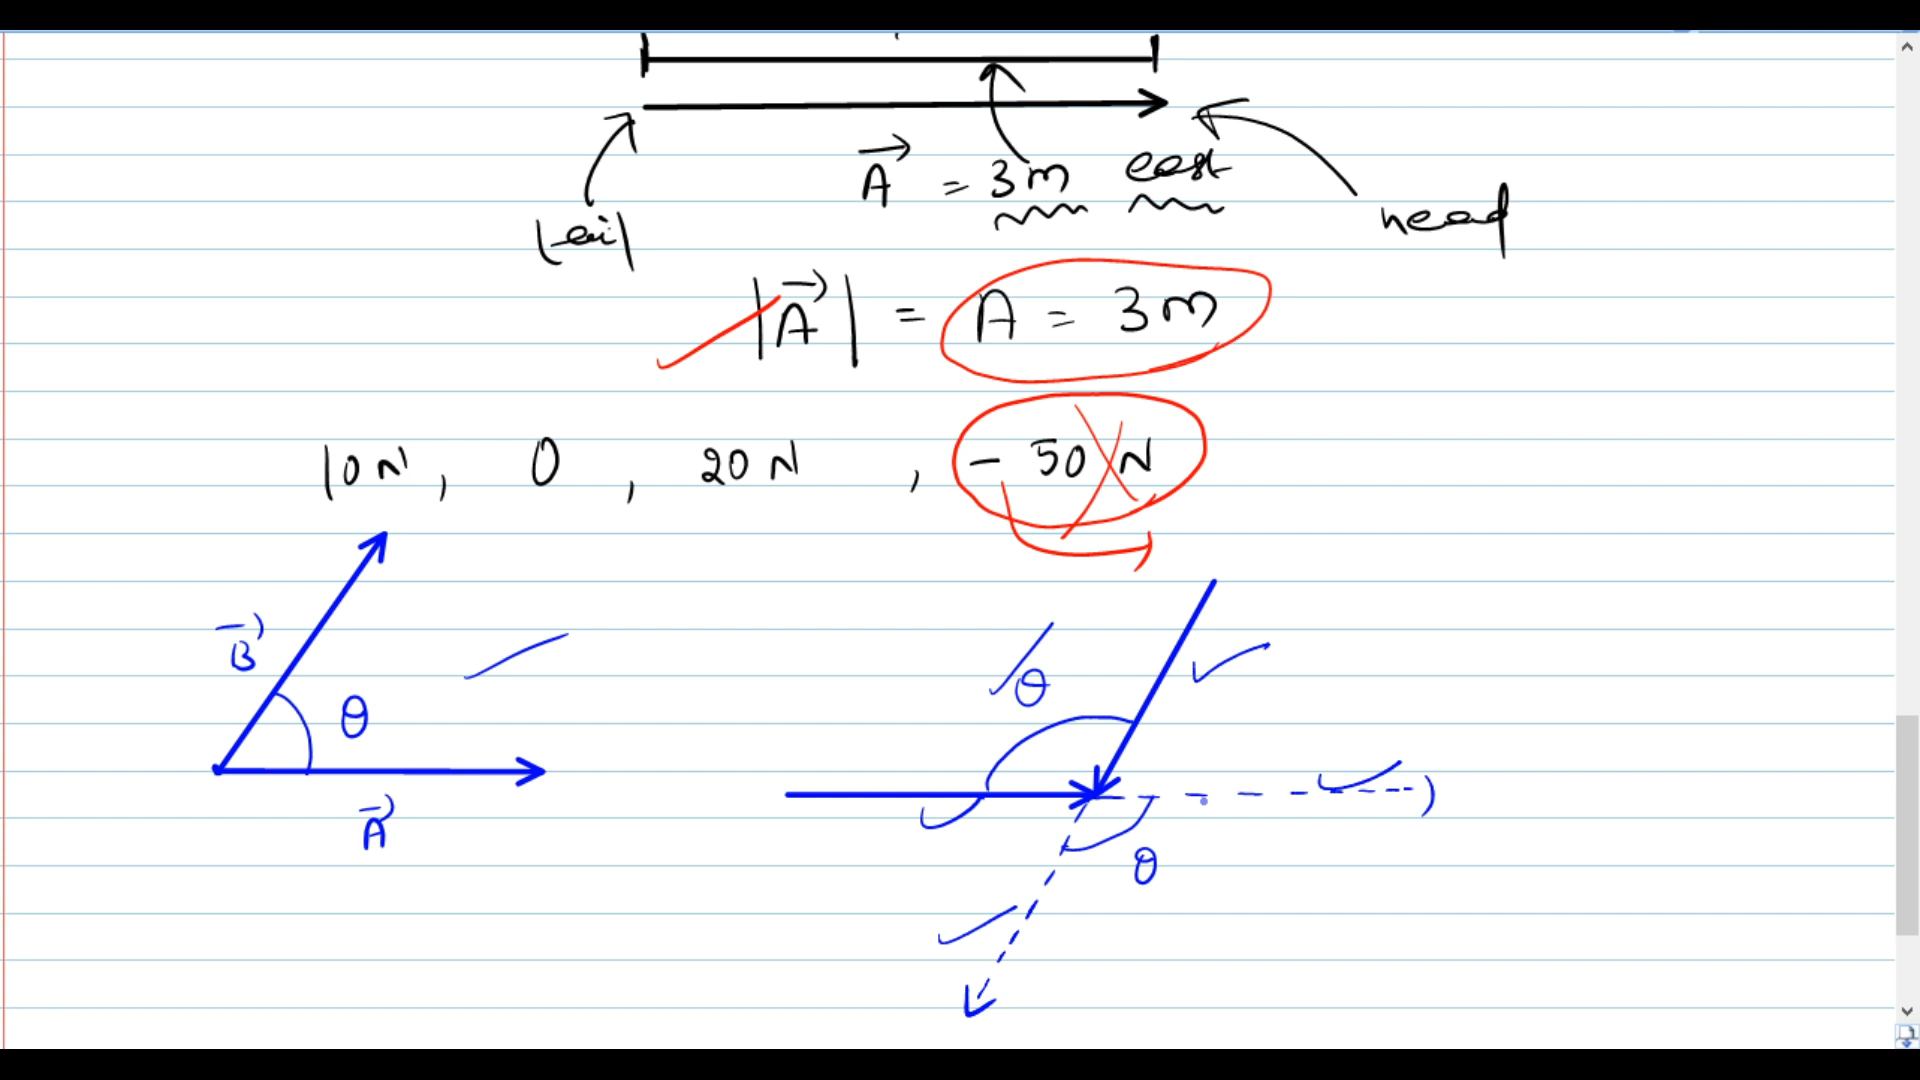 A⃗ = 3m east
tail
head
|A⃗| = A = 3m
10 N, 0, 20 N, - 50 N
B⃗
θ
θ
A⃗
θ